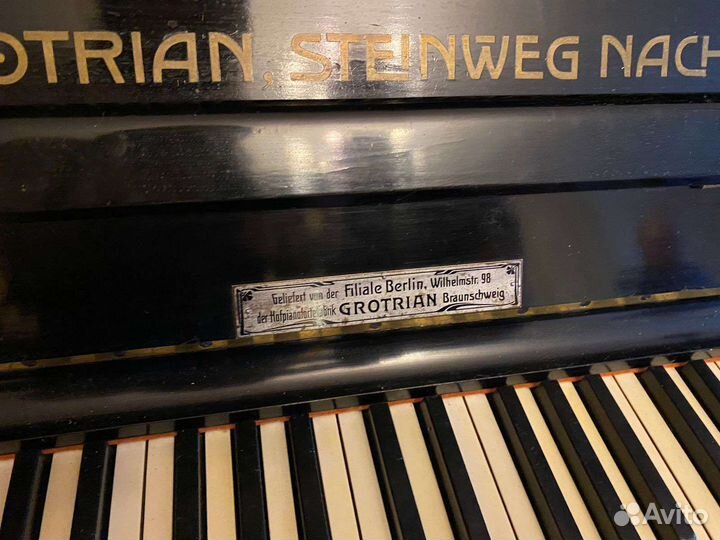 OTRIAN, STEINWEG NACH
Geliefert von der Filiale Berlin, Wilhelmstr. 98
der Hofpianofortefabrik GROTRIAN Braunschweig
Avito